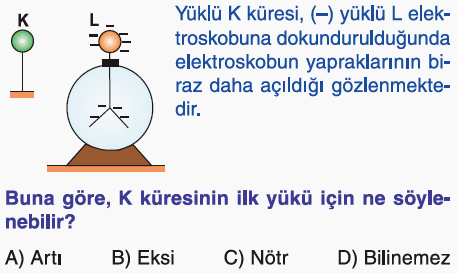 K
L
Yüklü K küresi, (–) yüklü L elek-
troskobuna dokundurulduğunda
elektroskobun yapraklarının bi-
raz daha açıldığı gözlenmekte-
dir.
Buna göre, K küresinin ilk yükü için ne söyle-
nebilir?
A) Artı B) Eksi C) Nötr D) Bilinemez